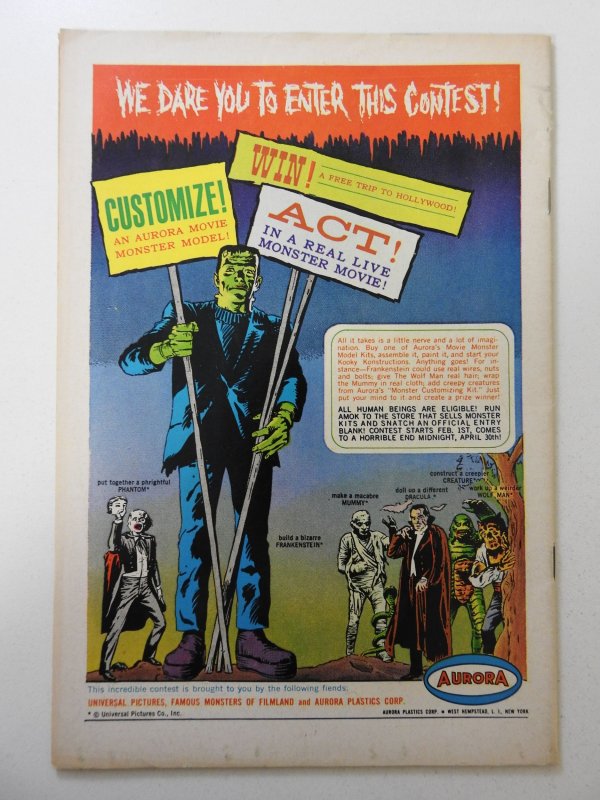 WE DARE YOU TO ENTER THIS CONTEST!
WIN! A FREE TRIP TO HOLLYWOOD!
CUSTOMIZE!
AN AURORA MOVIE
MONSTER MODEL!
ACT!
IN A REAL LIVE
MONSTER MOVIE!
All it takes is a little nerve and a lot of imagi-
nation. Buy one of Aurora's Movie Monster
Model Kits, assemble it, paint it, and start your
Kooky Konstructions. Anything goes! For in-
stance—Frankenstein could use real wires, nuts
and bolts; give The Wolf Man real hair; wrap
the Mummy in real cloth; add creepy creatures
from Aurora's "Monster Customizing Kit." Just
put your mind to it and create a prize winner!
ALL HUMAN BEINGS ARE ELIGIBLE! RUN
AMOK TO THE STORE THAT SELLS MONSTER
KITS AND SNATCH AN OFFICIAL ENTRY
BLANK! CONTEST STARTS FEB. 1ST, COMES
TO A HORRIBLE END MIDNIGHT, APRIL 30th!
put together a phrightful
PHANTOM*
build a bizarre
FRANKENSTEIN*
make a macabre
MUMMY*
doll up a different
DRACULA*
construct a creepier
CREATURE*
work up a weirder
WOLF MAN*
AURORA
This incredible contest is brought to you by the following fiends:
UNIVERSAL PICTURES, FAMOUS MONSTERS OF FILMLAND and AURORA PLASTICS CORP.
* © Universal Pictures Co., Inc.
AURORA PLASTICS CORP. • WEST HEMPSTEAD, L. I., NEW YORK